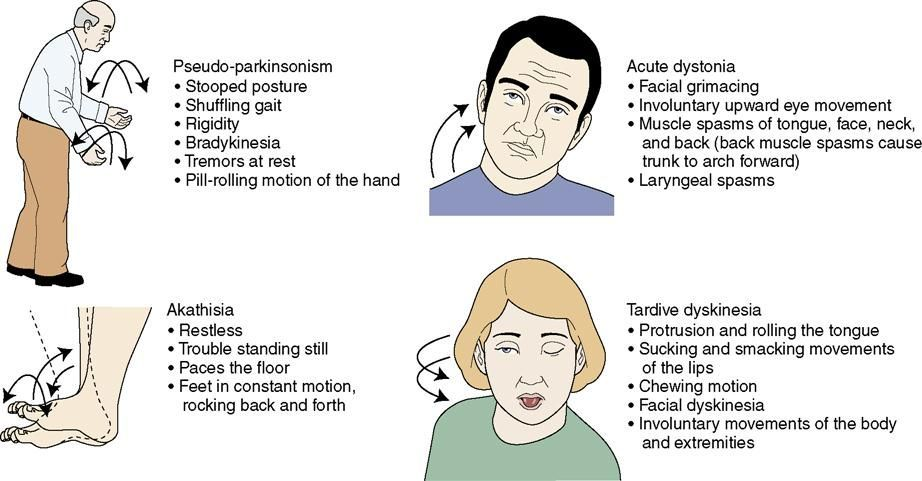 Pseudo-parkinsonism
• Stooped posture
• Shuffling gait
• Rigidity
• Bradykinesia
• Tremors at rest
• Pill-rolling motion of the hand
Acute dystonia
• Facial grimacing
• Involuntary upward eye movement
• Muscle spasms of tongue, face, neck,
and back (back muscle spasms cause
trunk to arch forward)
• Laryngeal spasms
Akathisia
• Restless
• Trouble standing still
• Paces the floor
• Feet in constant motion,
rocking back and forth
Tardive dyskinesia
• Protrusion and rolling the tongue
• Sucking and smacking movements
of the lips
• Chewing motion
• Facial dyskinesia
• Involuntary movements of the body
and extremities